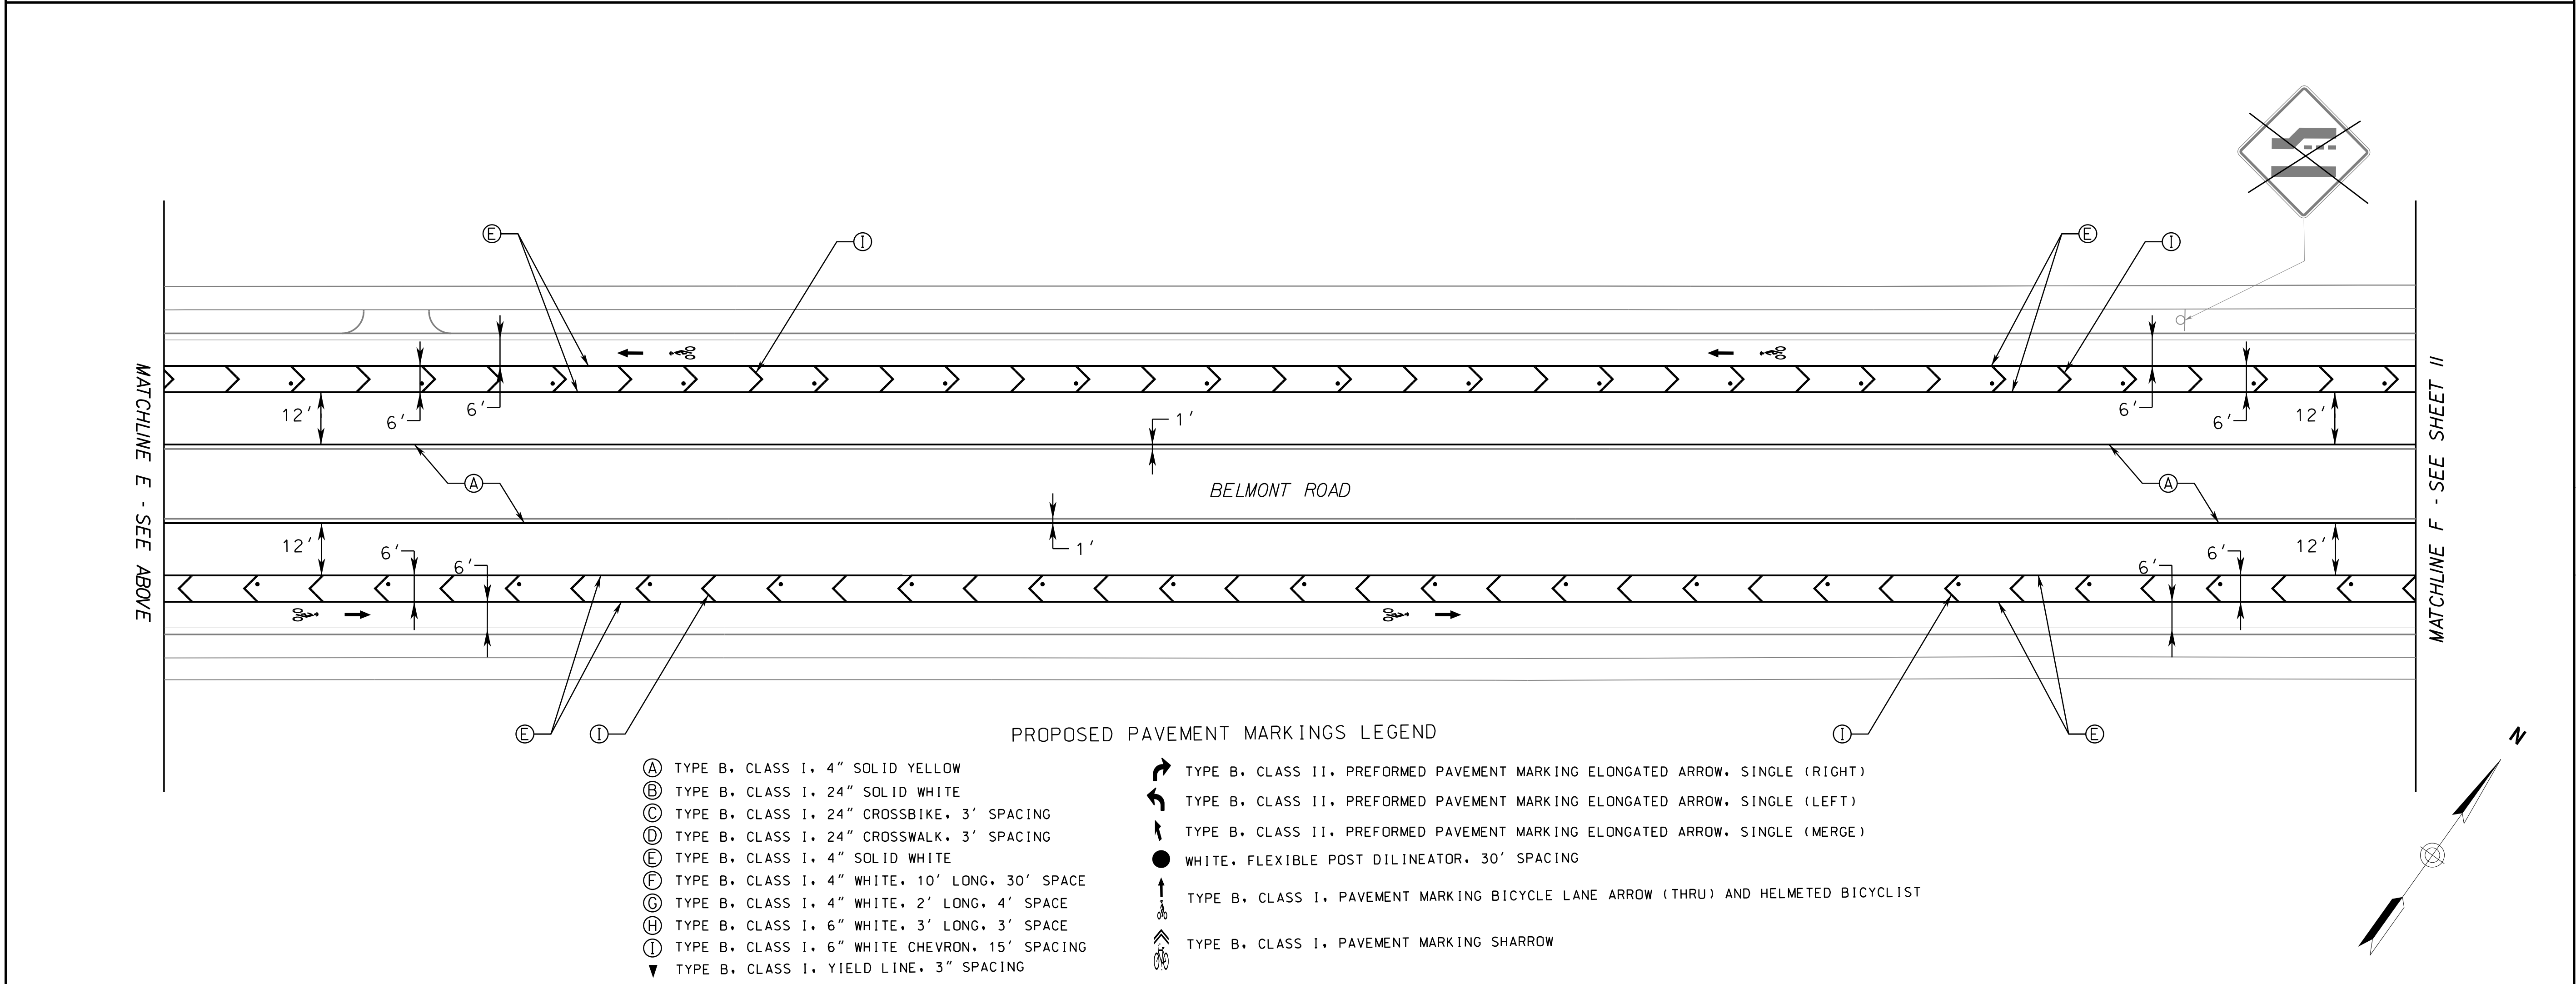 E
I
E
I
12'
6'
6'
1'
6'
6'
12'
A
BELMONT ROAD
A
12'
6'
6'
1'
6'
6'
12'
MATCHLINE E - SEE ABOVE
MATCHLINE F - SEE SHEET 11
E
I
I
E
N
PROPOSED PAVEMENT MARKINGS LEGEND
A TYPE B, CLASS I, 4" SOLID YELLOW
B TYPE B, CLASS I, 24" SOLID WHITE
C TYPE B, CLASS I, 24" CROSSBIKE, 3' SPACING
D TYPE B, CLASS I, 24" CROSSWALK, 3' SPACING
E TYPE B, CLASS I, 4" SOLID WHITE
F TYPE B, CLASS I, 4" WHITE, 10' LONG, 30' SPACE
G TYPE B, CLASS I, 4" WHITE, 2' LONG, 4' SPACE
H TYPE B, CLASS I, 6" WHITE, 3' LONG, 3' SPACE
I TYPE B, CLASS I, 6" WHITE CHEVRON, 15' SPACING
TYPE B, CLASS I, YIELD LINE, 3" SPACING
TYPE B, CLASS II, PREFORMED PAVEMENT MARKING ELONGATED ARROW, SINGLE (RIGHT)
TYPE B, CLASS II, PREFORMED PAVEMENT MARKING ELONGATED ARROW, SINGLE (LEFT)
TYPE B, CLASS II, PREFORMED PAVEMENT MARKING ELONGATED ARROW, SINGLE (MERGE)
WHITE, FLEXIBLE POST DILINEATOR, 30' SPACING
TYPE B, CLASS I, PAVEMENT MARKING BICYCLE LANE ARROW (THRU) AND HELMETED BICYCLIST
TYPE B, CLASS I, PAVEMENT MARKING SHARROW